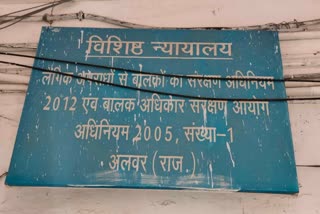 विशिष्ठ न्यायालय
लैंगिक अपराधों से बालकों का संरक्षण अधिनियम
2012 एवं बालक अधिकार संरक्षण आयोग
अधिनियम 2005, संख्या-1
अलवर (राज.)